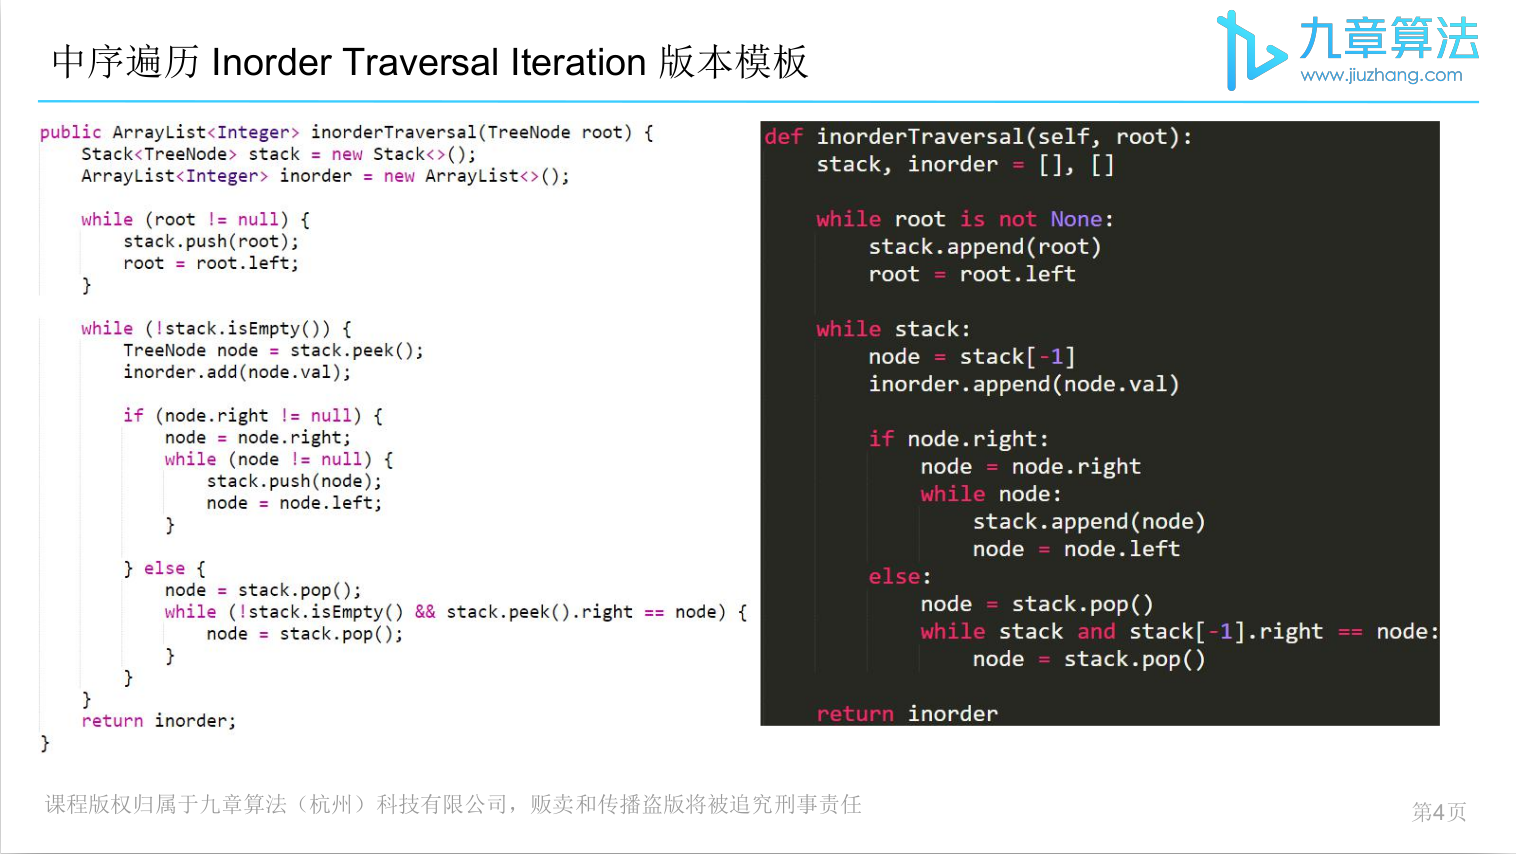 中序遍历 Inorder Traversal Iteration 版本模板
九章算法
www.jiuzhang.com
public ArrayList<Integer> inorderTraversal(TreeNode root) {
    Stack<TreeNode> stack = new Stack<>();
    ArrayList<Integer> inorder = new ArrayList<>();

    while (root != null) {
        stack.push(root);
        root = root.left;
    }

    while (!stack.isEmpty()) {
        TreeNode node = stack.peek();
        inorder.add(node.val);

        if (node.right != null) {
            node = node.right;
            while (node != null) {
                stack.push(node);
                node = node.left;
            }

        } else {
            node = stack.pop();
            while (!stack.isEmpty() && stack.peek().right == node) {
                node = stack.pop();
            }
        }
    }
    return inorder;
}
def inorderTraversal(self, root):
    stack, inorder = [], []

    while root is not None:
        stack.append(root)
        root = root.left

    while stack:
        node = stack[-1]
        inorder.append(node.val)

        if node.right:
            node = node.right
            while node:
                stack.append(node)
                node = node.left
        else:
            node = stack.pop()
            while stack and stack[-1].right == node:
                node = stack.pop()

    return inorder
课程版权归属于九章算法（杭州）科技有限公司，贩卖和传播盗版将被追究刑事责任
第4页